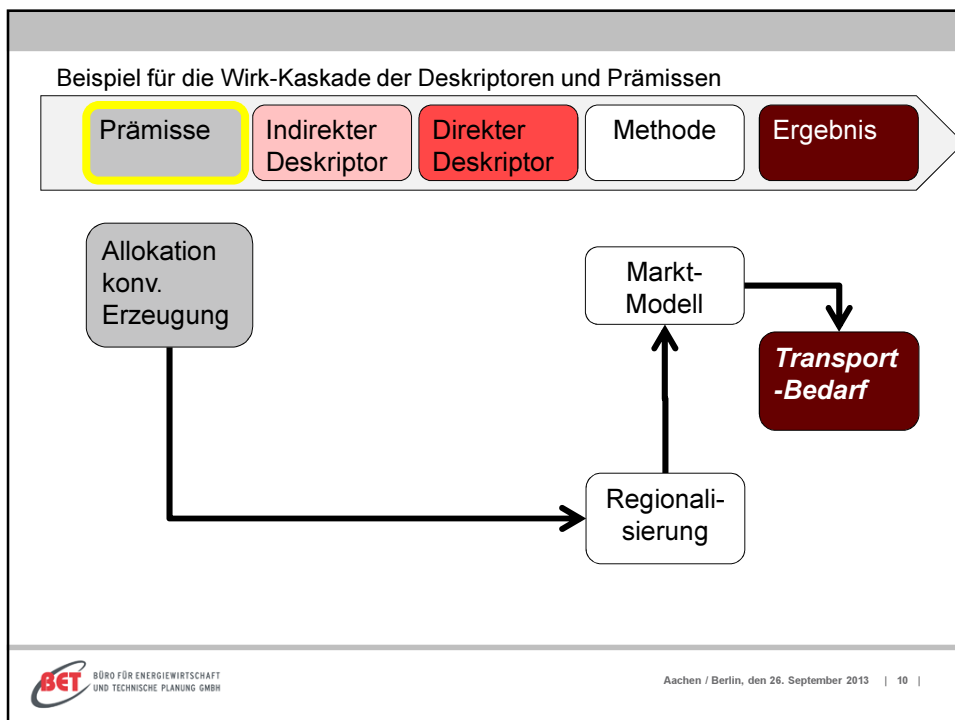 Beispiel für die Wirk-Kaskade der Deskriptoren und Prämissen
Prämisse
Indirekter
Deskriptor
Direkter
Deskriptor
Methode
Ergebnis
Allokation
konv.
Erzeugung
Markt-
Modell
Transport
-Bedarf
Regionali-
sierung
BET
BÜRO FÜR ENERGIEWIRTSCHAFT
UND TECHNISCHE PLANUNG GMBH
Aachen / Berlin, den 26. September 2013 | 10 |